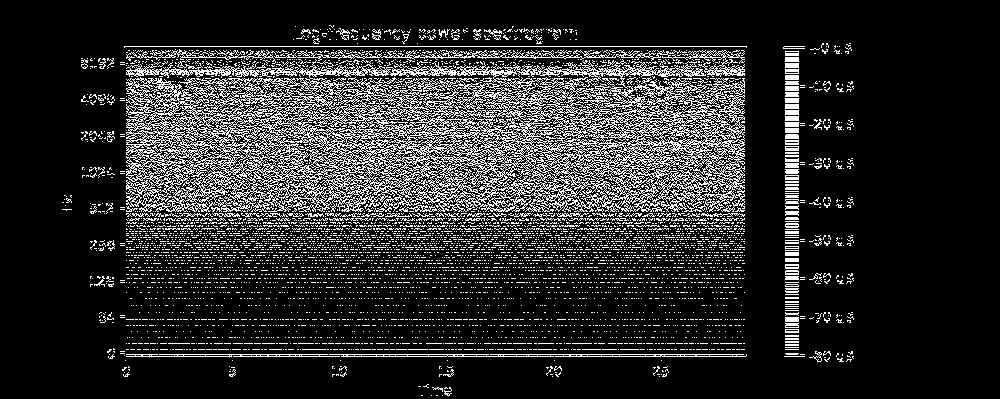 Log-frequency power spectrogram
8192
4096
2048
1024
512
256
128
64
0
Hz
0 5 10 15 20 25
Time
+0 dB
-10 dB
-20 dB
-30 dB
-40 dB
-50 dB
-60 dB
-70 dB
-80 dB